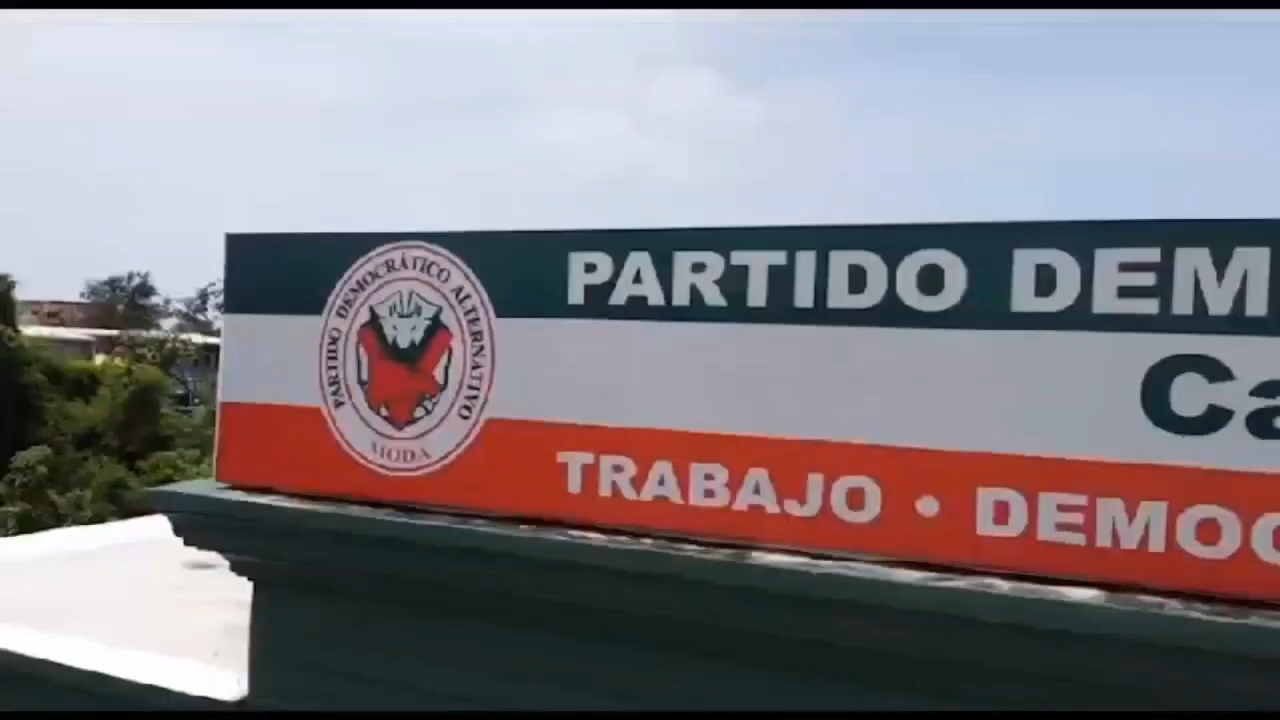 PARTIDO DEMOCRÁTICO ALTERNATIVO
MODA
PARTIDO DEM
Ca
TRABAJO • DEMOC